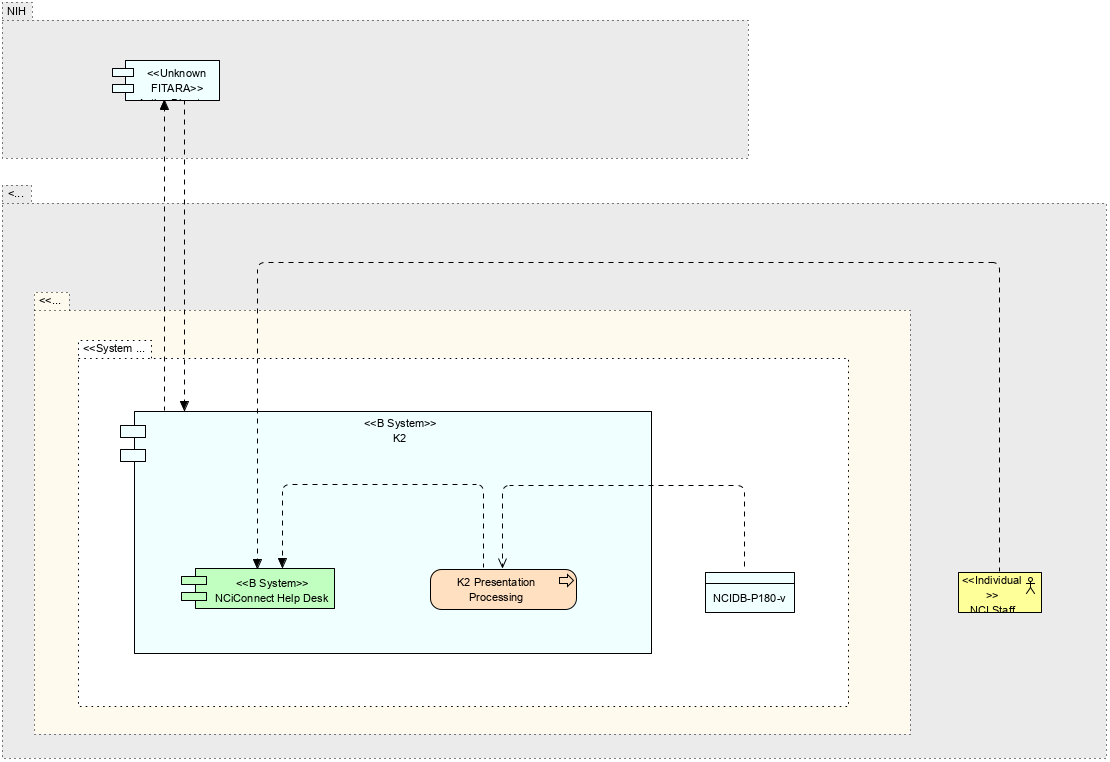 NIH
<<Unknown
FITARA>>
<...
<<...
<<System ...
<<B System>>
K2
<<B System>>
NCiConnect Help Desk
K2 Presentation
Processing
NCIDB-P180-v
<<Individual
>>
NCI Staff